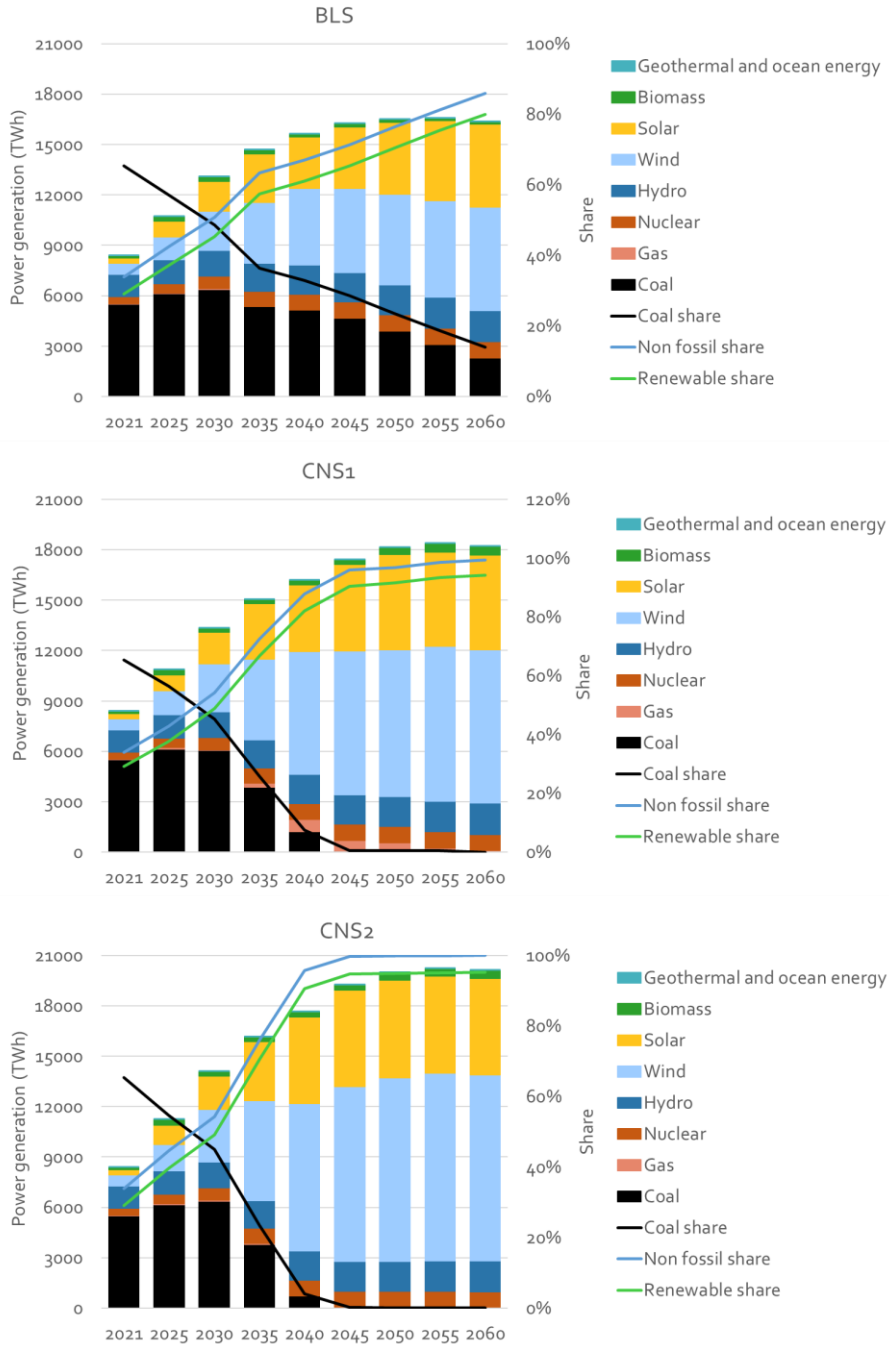 BLS
21000
18000
15000
12000
9000
6000
3000
0
Power generation (TWh)
100%
80%
60%
40%
20%
0%
Share
2021 2025 2030 2035 2040 2045 2050 2055 2060
Geothermal and ocean energy
Biomass
Solar
Wind
Hydro
Nuclear
Gas
Coal
Coal share
Non fossil share
Renewable share
CNS1
21000
18000
15000
12000
9000
6000
3000
0
Power generation (TWh)
120%
100%
80%
60%
40%
20%
0%
Share
2021 2025 2030 2035 2040 2045 2050 2055 2060
Geothermal and ocean energy
Biomass
Solar
Wind
Hydro
Nuclear
Gas
Coal
Coal share
Non fossil share
Renewable share
CNS2
21000
18000
15000
12000
9000
6000
3000
0
Power generation (TWh)
100%
80%
60%
40%
20%
0%
Share
2021 2025 2030 2035 2040 2045 2050 2055 2060
Geothermal and ocean energy
Biomass
Solar
Wind
Hydro
Nuclear
Gas
Coal
Coal share
Non fossil share
Renewable share